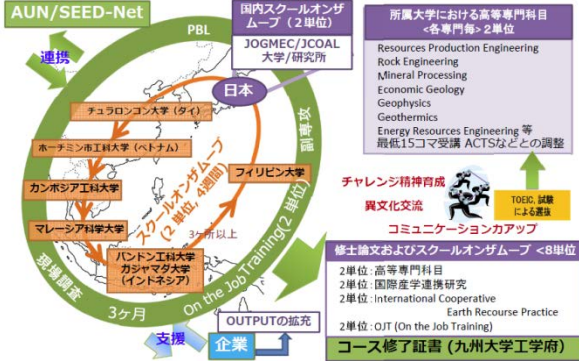 AUN/SEED-Net
連携
PBL
副専攻
On the Job Training(2 単位)
3ヶ月
現場調査
国内スクールオンザ
ムーブ（２単位）
JOGMEC/JCOAL
大学/研究所
日本
チュラロンコン大学（タイ）
ホーチミン市工科大学（ベトナム）
カンボジア工科大学
マレーシア科学大学
バンドン工科大学
ガジャマダ大学
（インドネシア）
フィリピン大学
スクールオンザムーブ
(2 単位, 4週間)
3ヶ所以上
支援
企業
OUTPUTの拡充
所属大学における高等専門科目
<各専門毎> 2単位
Resources Production Engineering
Rock Engineering
Mineral Processing
Economic Geology
Geophysics
Geothermics
Energy Resources Engineering 等
最低15コマ受講 ACTSなどとの調整
チャレンジ精神育成
異文化交流
コミュニケーション力アップ
TOEIC, 試験
による選抜
修士論文およびスクールオンザムーブ <8単位)
2単位：高等専門科目
2単位：国際産学連携研究
2単位：International Cooperative
Earth Recourse Practice
2単位：OJT (On the Job Training)
コース修了証書 (九州大学工学府)